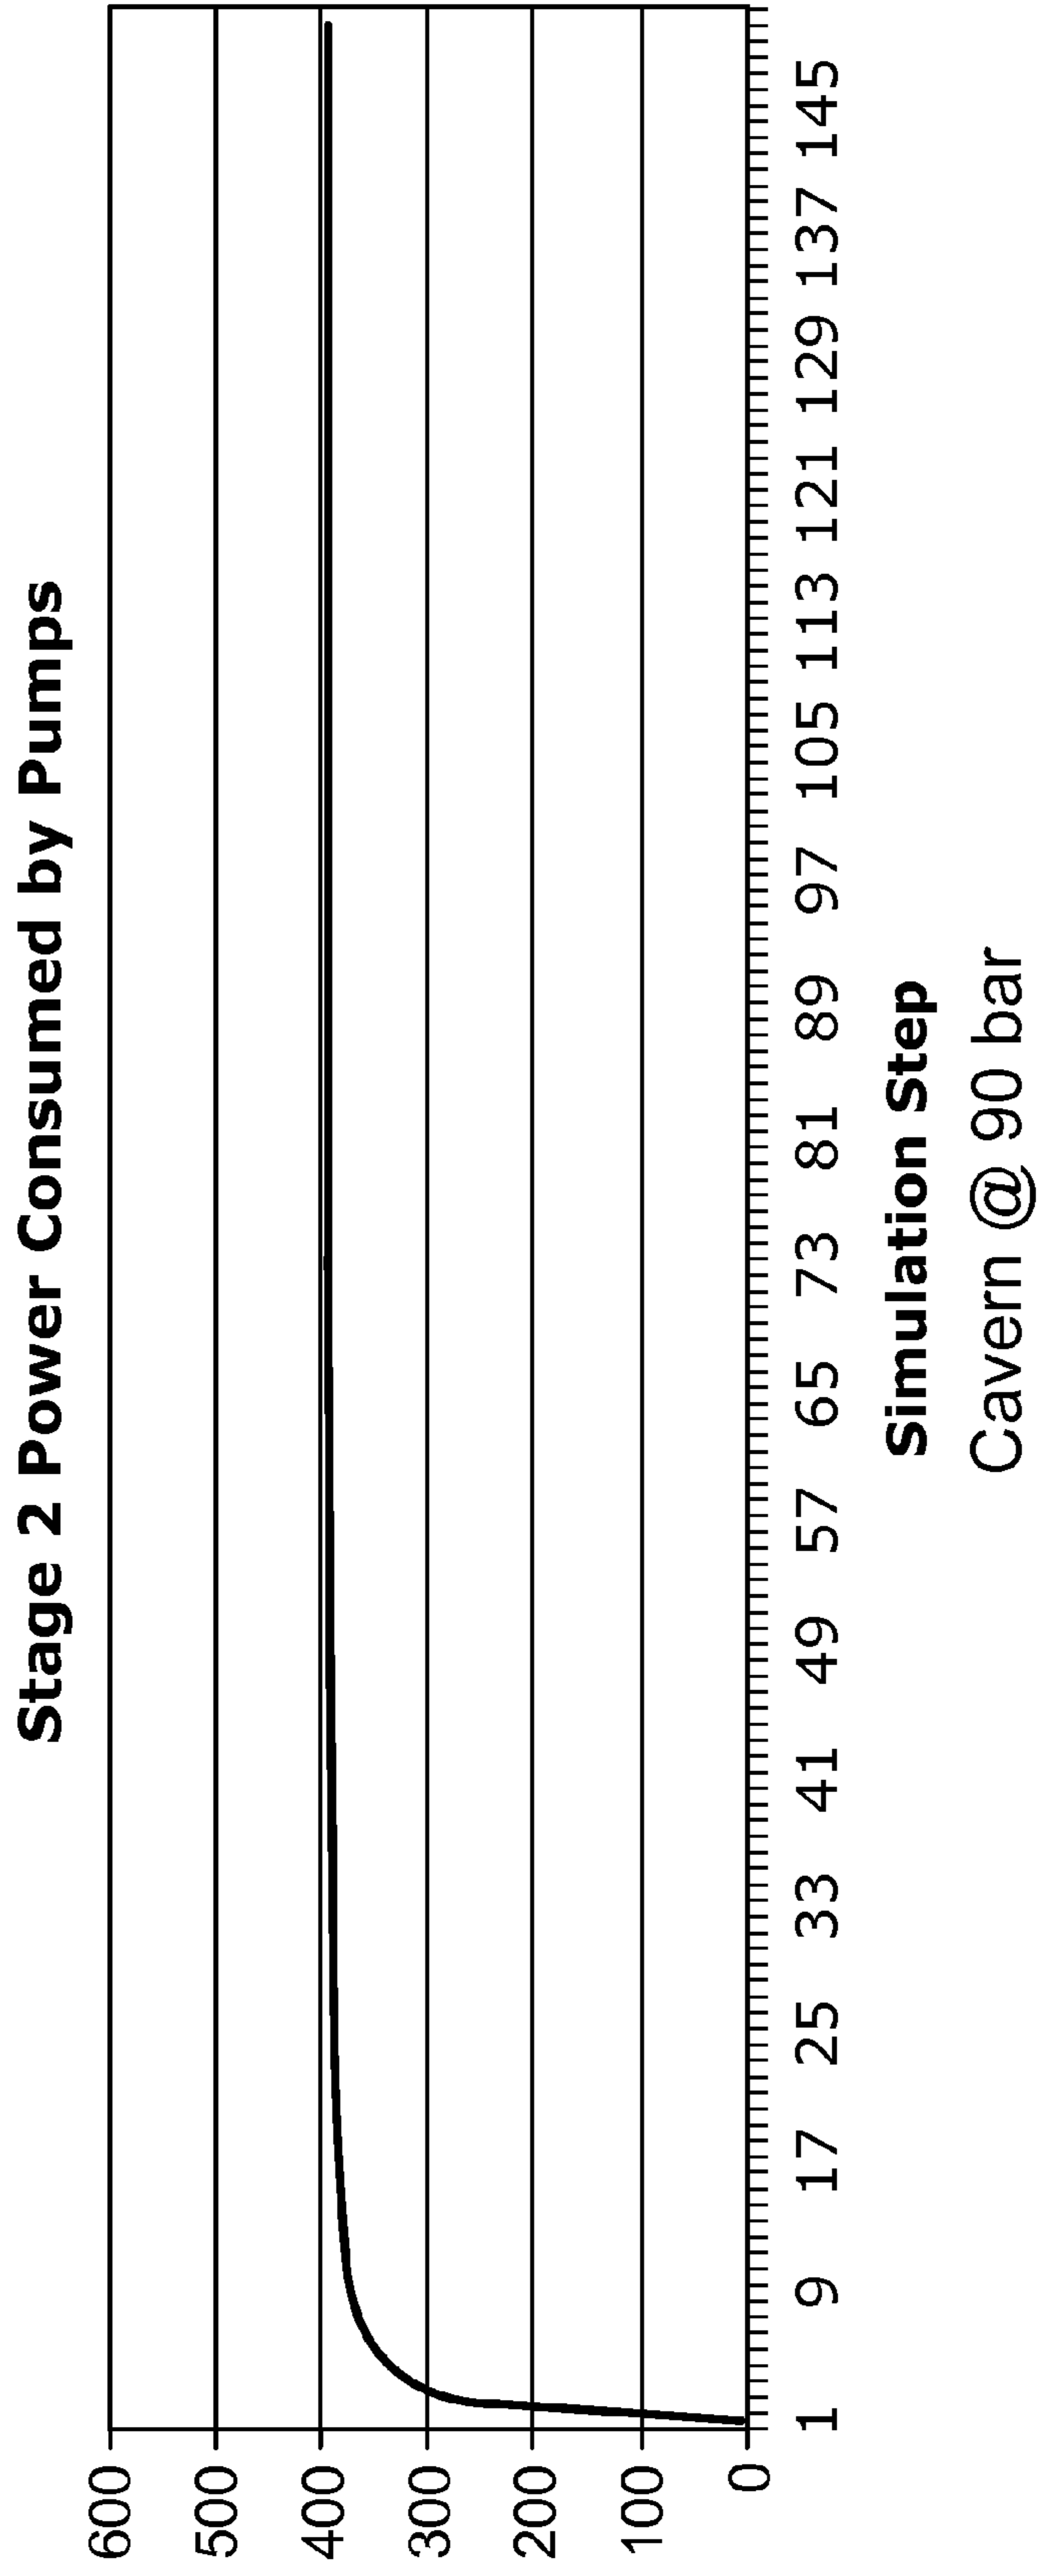 Stage 2 Power Consumed by Pumps
600
500
400
300
200
100
0
1 9 17 25 33 41 49 57 65 73 81 89 97 105 113 121 129 137 145
Simulation Step
Cavern @ 90 bar